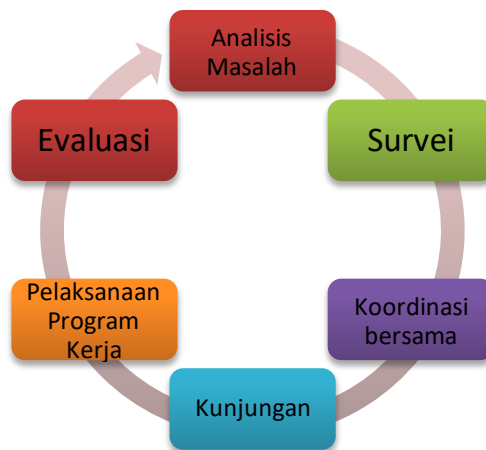 Analisis
Masalah
Survei
Koordinasi
bersama
Kunjungan
Pelaksanaan
Program
Kerja
Evaluasi